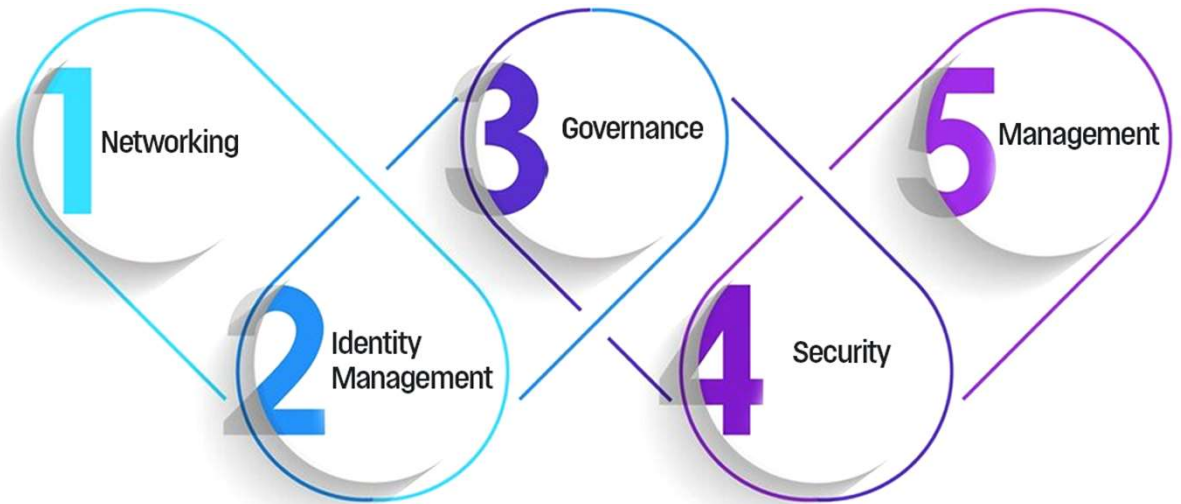 1
Networking
2
Identity
Management
3
Governance
4
Security
5
Management